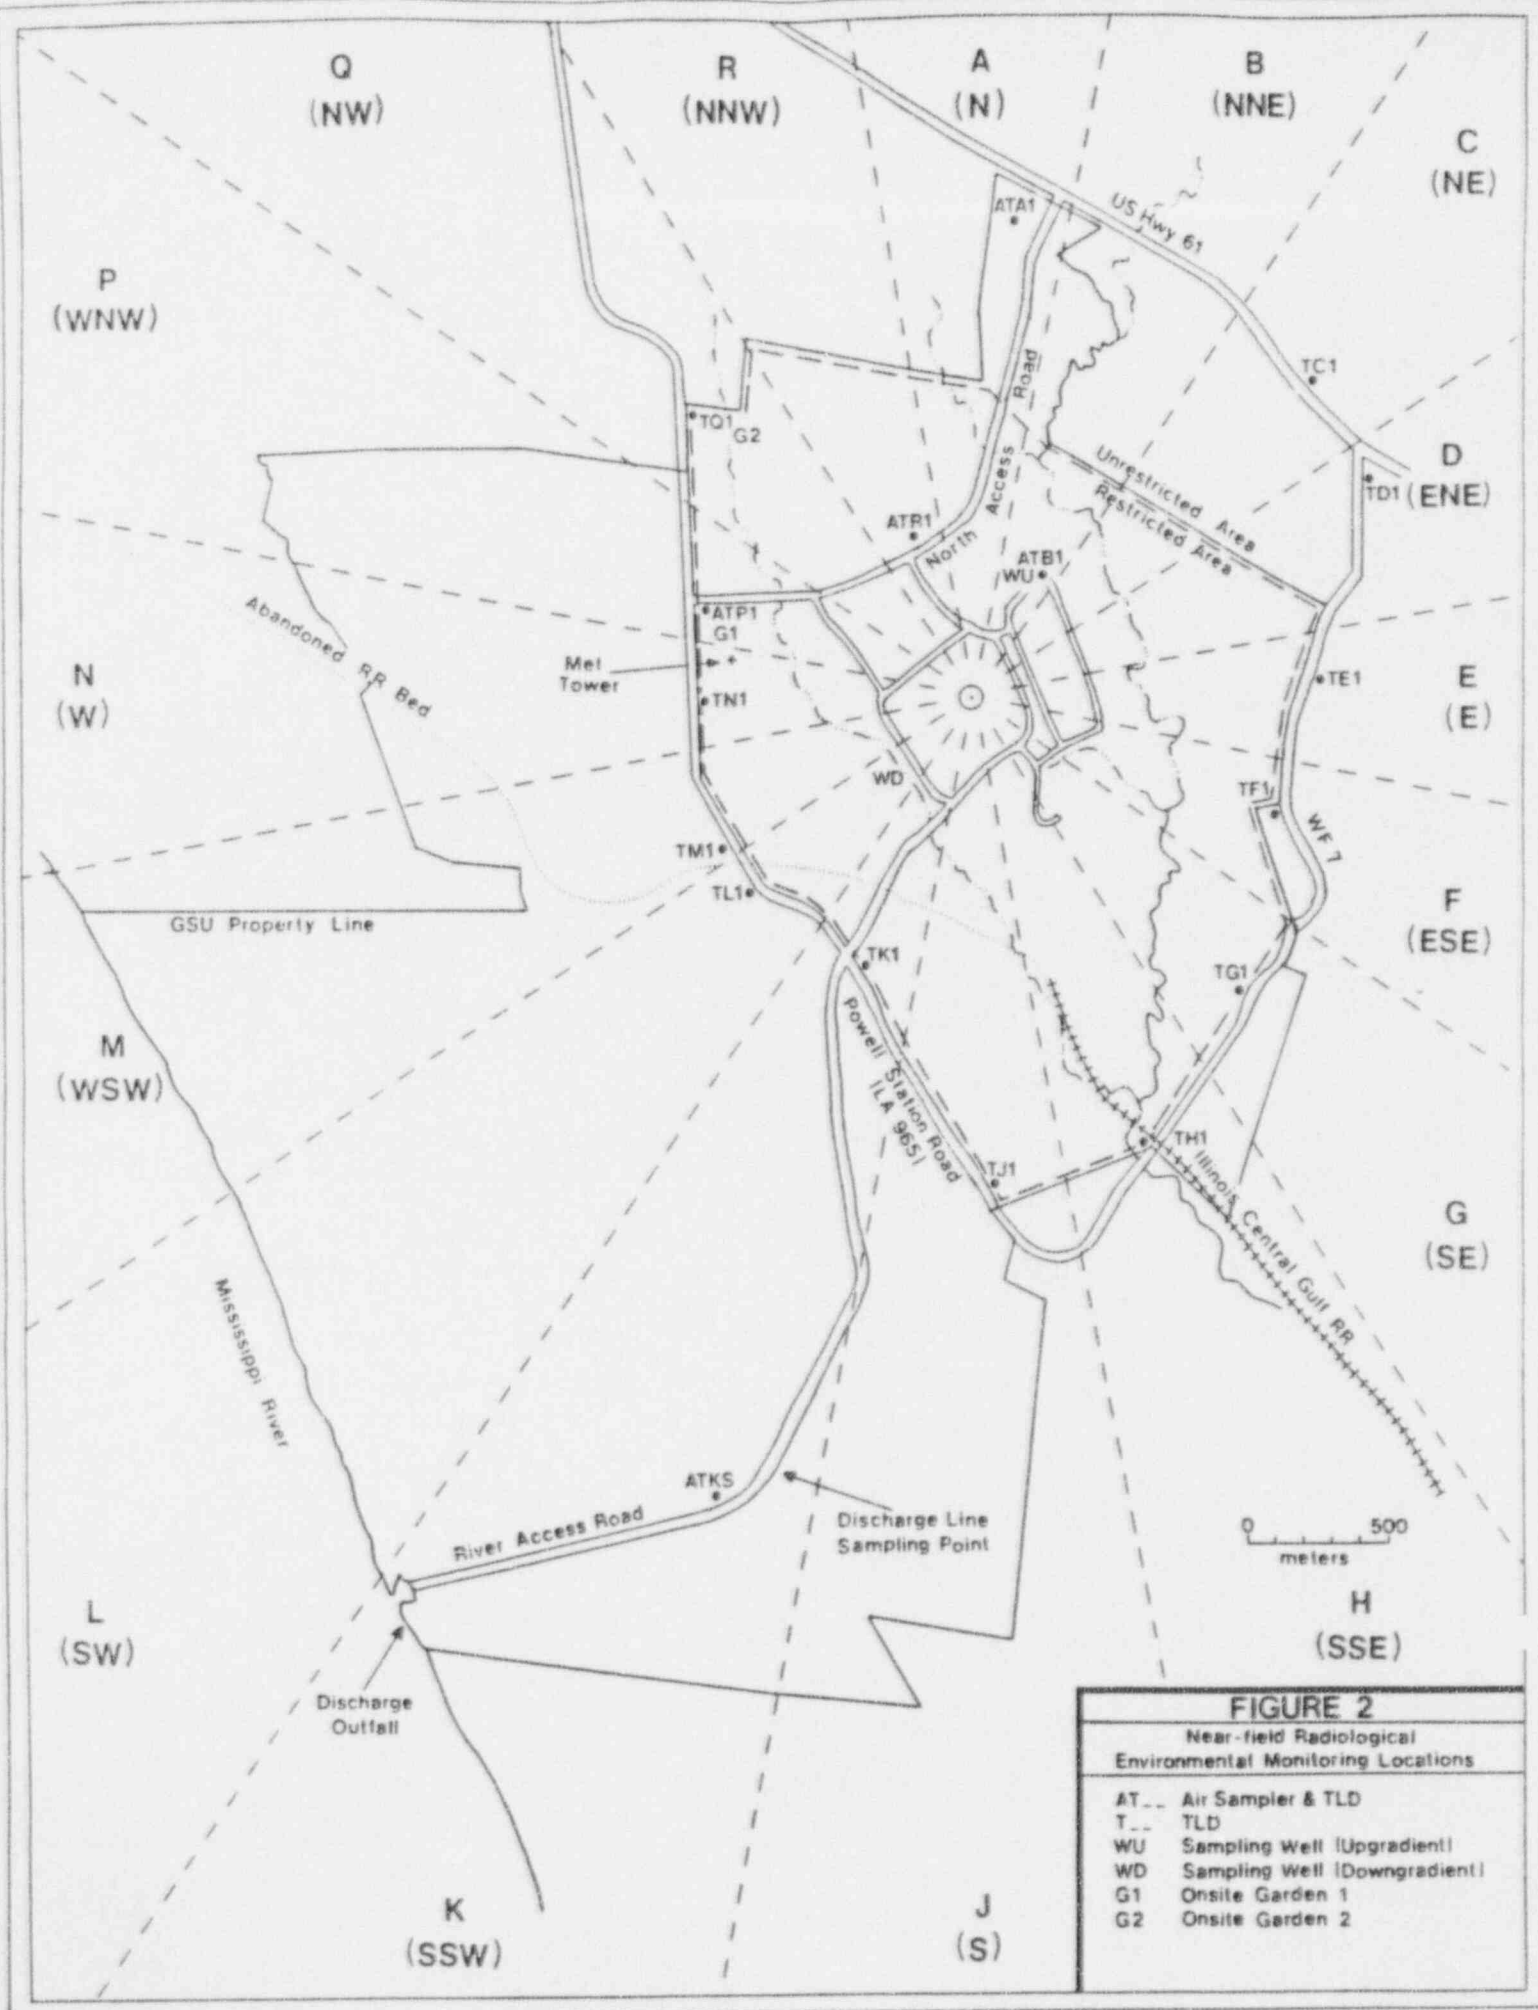 Q
(NW)
R
(NNW)
A
(N)
B
(NNE)
C
(NE)
P
(WNW)
ATA1
US Hwy 61
TC1
Road
Access
North
TQ1
G2
D
(ENE)
TD1
Unrestricted Area
Restricted Area
ATR1
ATB1
WU
ATP1
G1
Abandoned RR Bed
Met
Tower
N
(W)
TN1
TE1
E
(E)
WD
TF1
WF 7
TM1
TL1
GSU Property Line
F
(ESE)
TK1
TG1
Powell Station Road
(LA 965)
M
(WSW)
TH1
TJ1
Illinois Central Gulf RR
G
(SE)
Mississippi River
ATKS
River Access Road
Discharge Line
Sampling Point
0 500
meters
L
(SW)
H
(SSE)
Discharge
Outfall
K
(SSW)
J
(S)
FIGURE 2
Near-field Radiological
Environmental Monitoring Locations
AT_ _ Air Sampler & TLD
T_ _ TLD
WU Sampling Well (Upgradient)
WD Sampling Well (Downgradient)
G1 Onsite Garden 1
G2 Onsite Garden 2